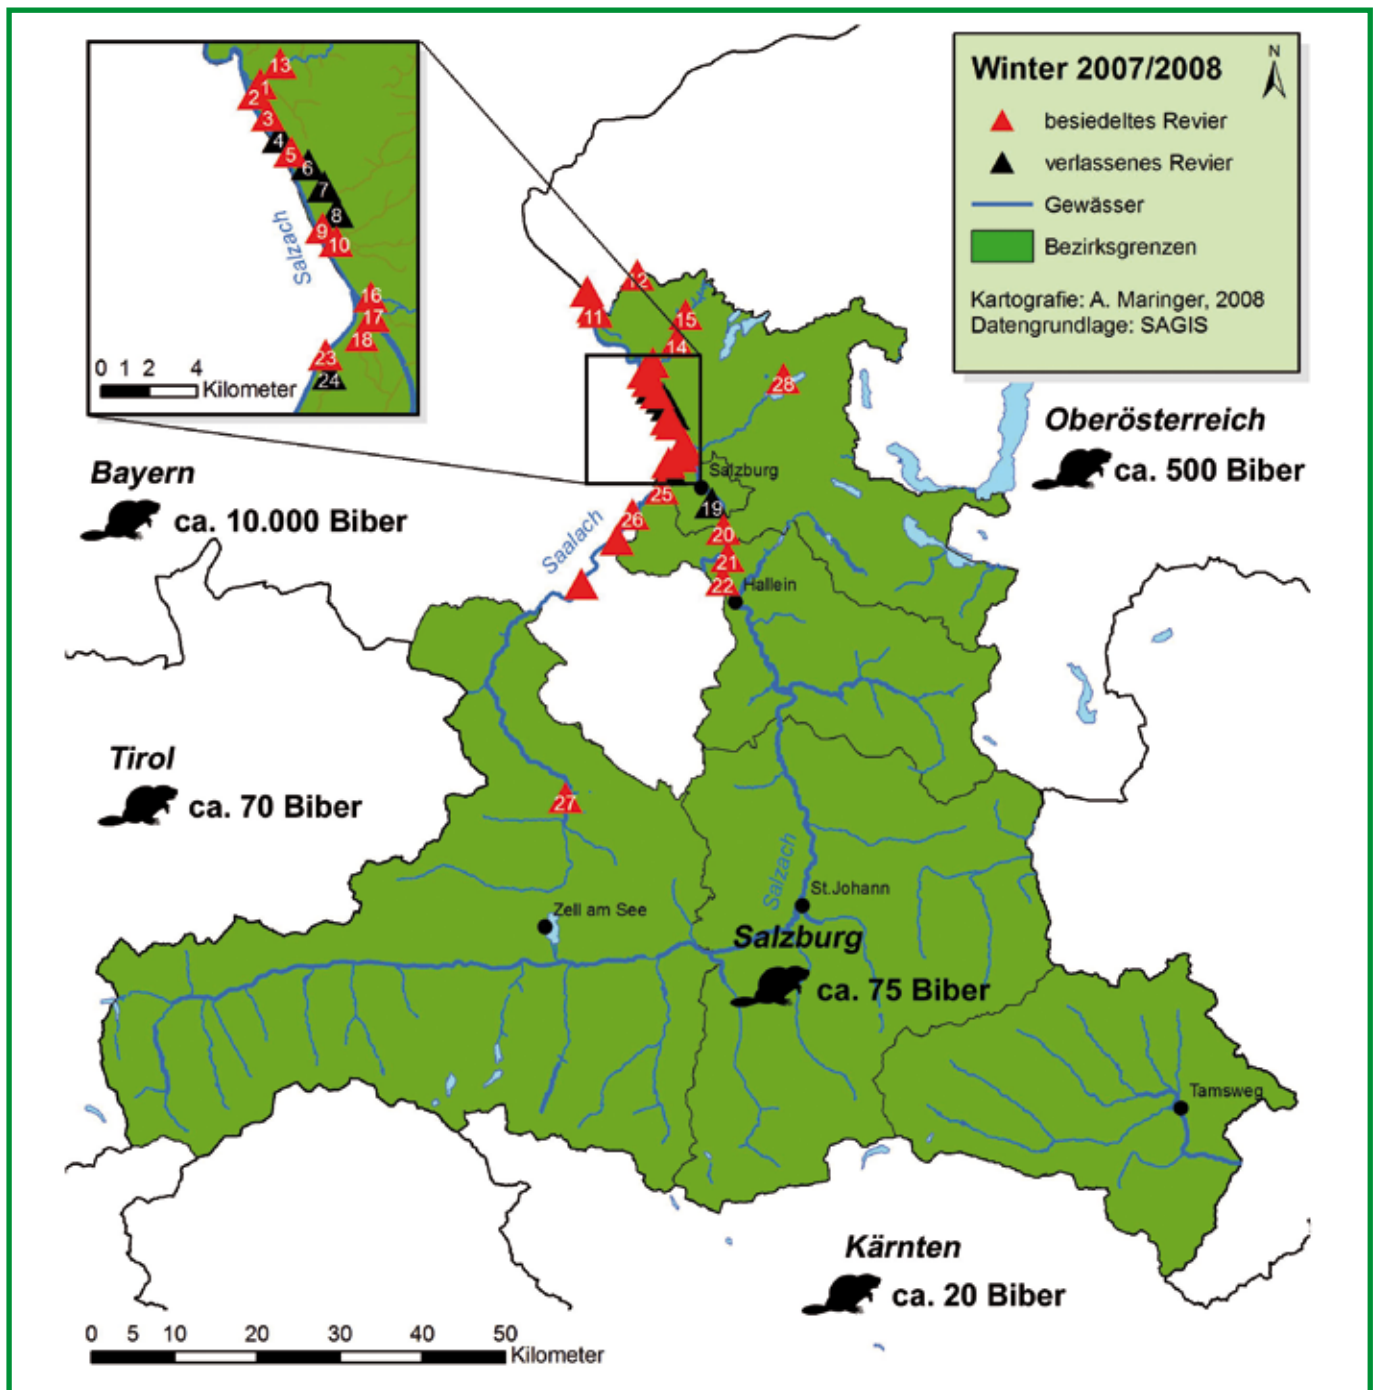 13
1
2
3
4
5
6
7
8
9
10
Salzach
16
17
18
23
24
0 1 2 4
Kilometer
N
Winter 2007/2008
besiedeltes Revier
verlassenes Revier
Gewässer
Bezirksgrenzen
Kartografie: A. Maringer, 2008
Datengrundlage: SAGIS
12
11
15
14
28
Salzburg
19
25
26
20
21
22
Hallein
Saalach
Bayern
ca. 10.000 Biber
Oberösterreich
ca. 500 Biber
Tirol
ca. 70 Biber
27
Salzach
St.Johann
Zell am See
Salzburg
ca. 75 Biber
Tamsweg
Kärnten
ca. 20 Biber
0 5 10 20 30 40 50
Kilometer